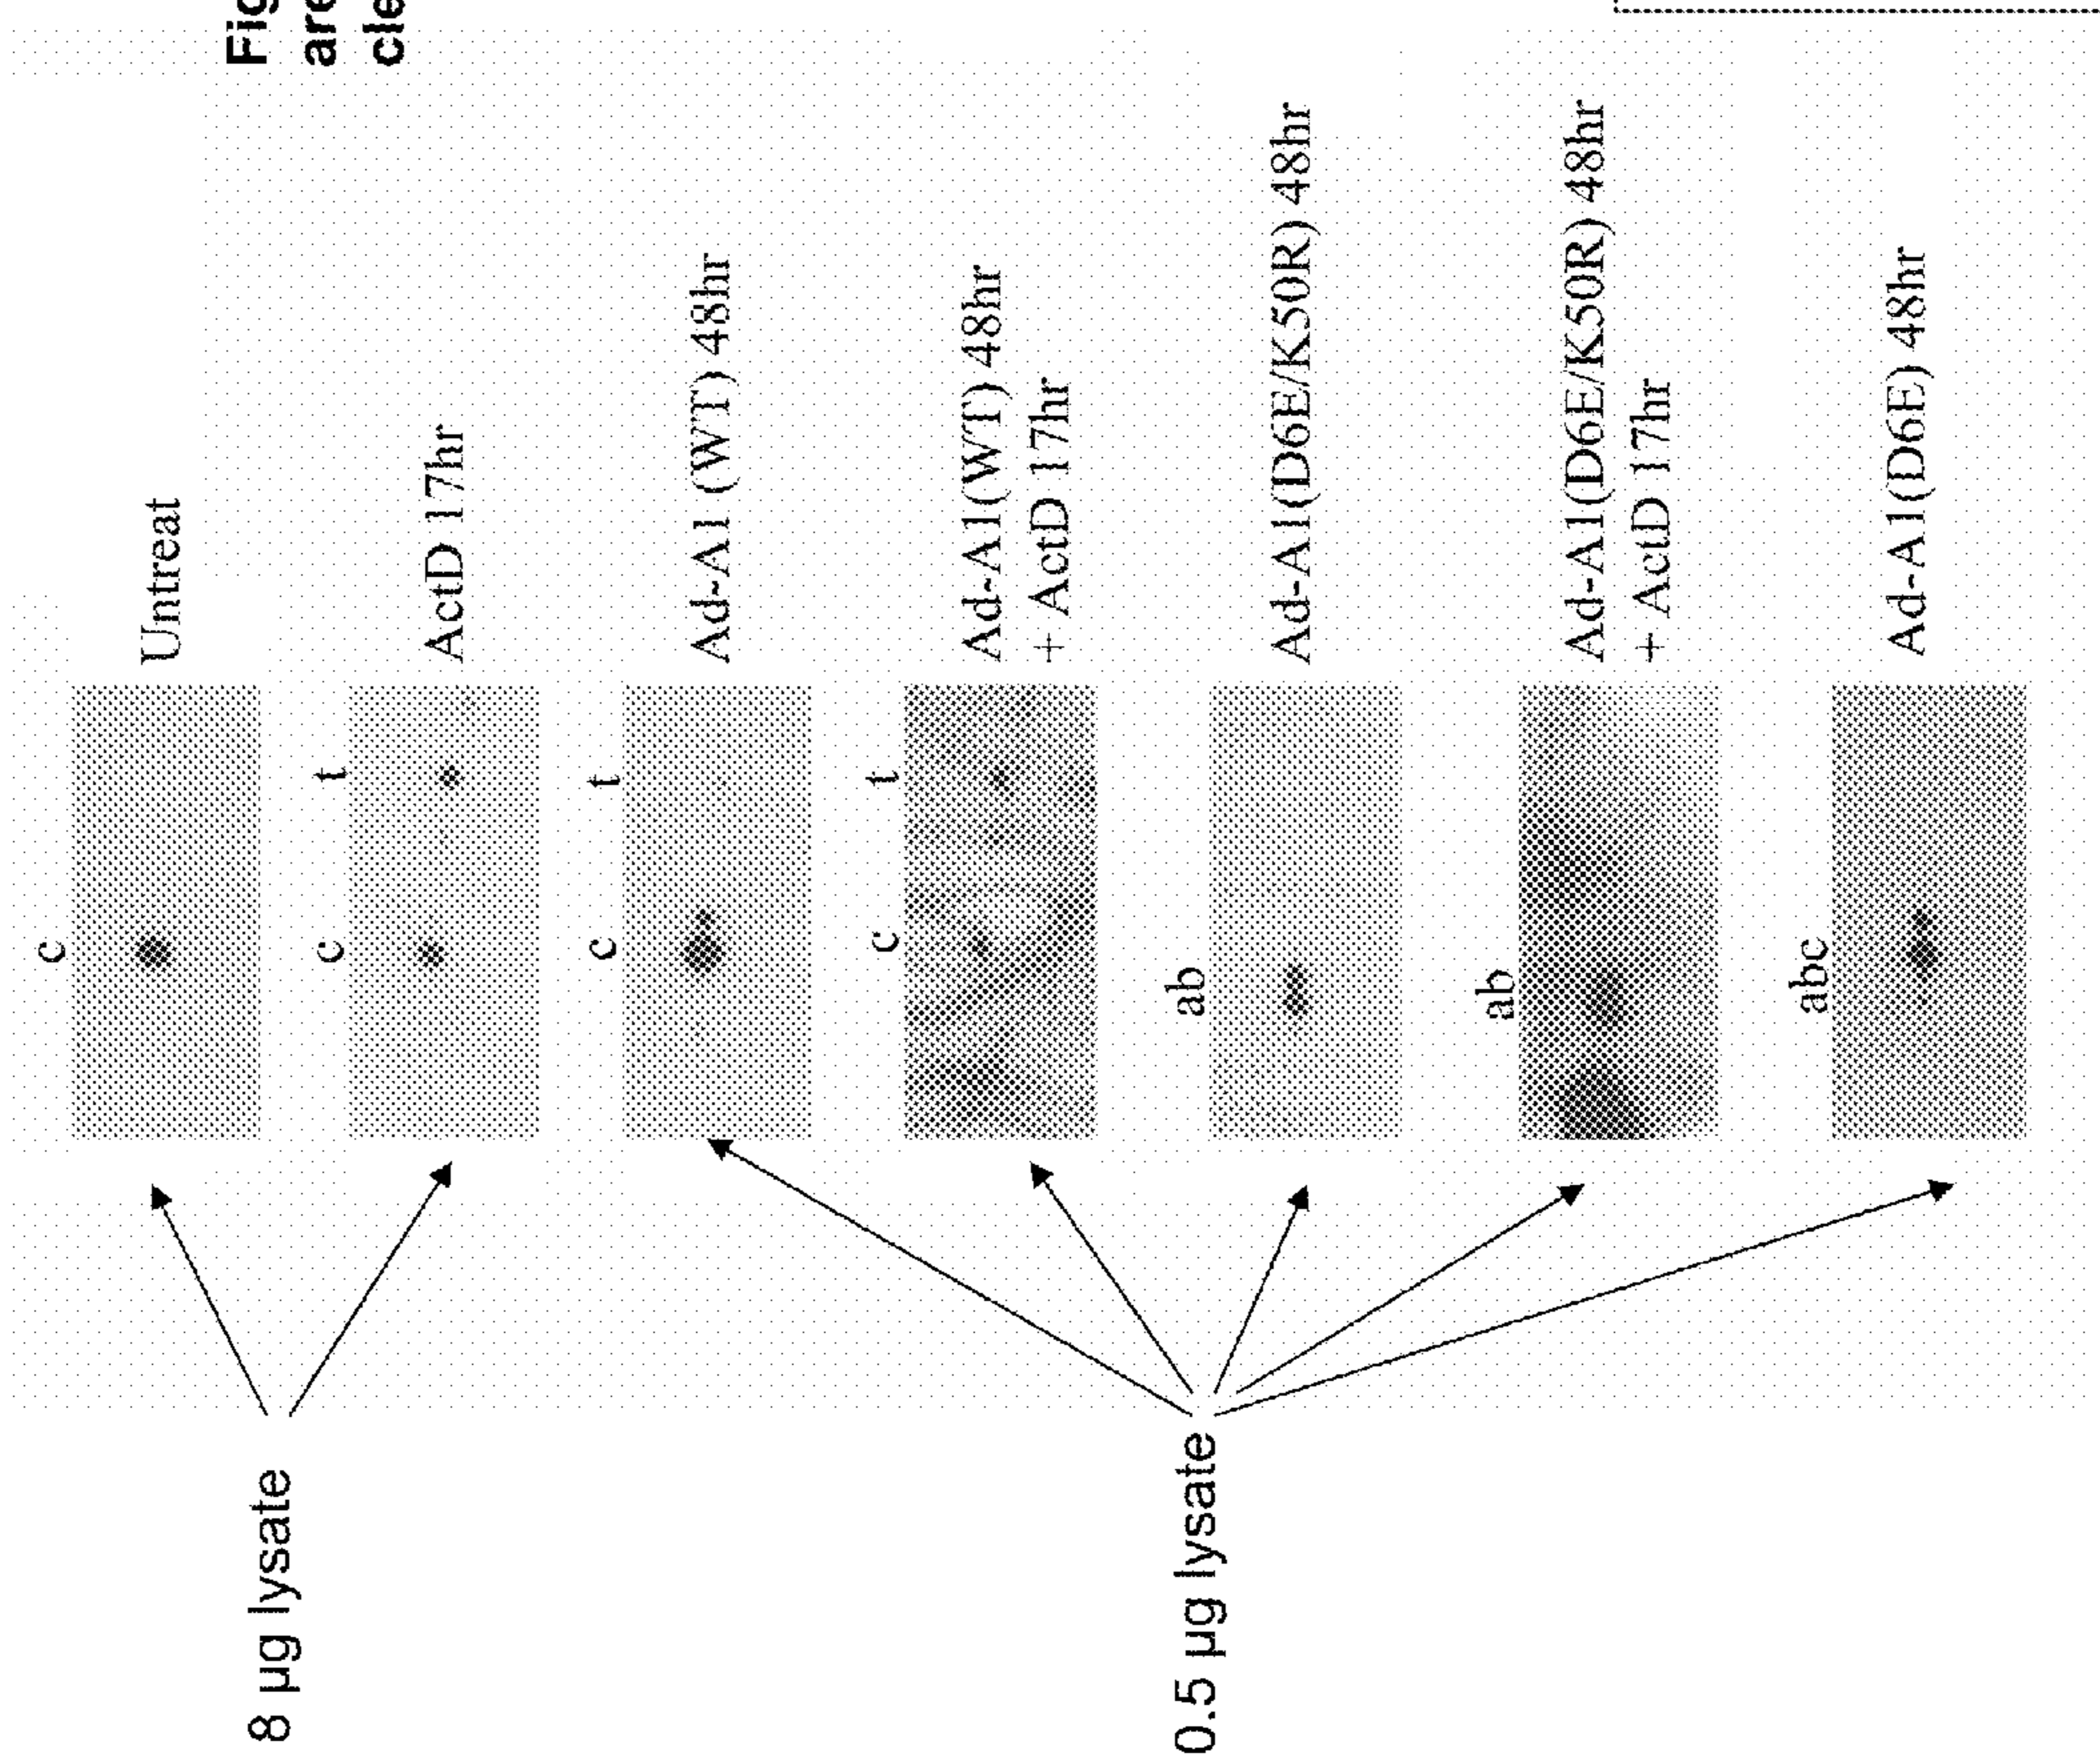 8 µg lysate
0.5 µg lysate
c
Untreat
c t
ActD 17hr
c t
Ad-A1 (WT) 48hr
c t
Ad-A1(WT) 48hr
+ ActD 17hr
ab
Ad-A1(D6E/K50R) 48hr
ab
Ad-A1(D6E/K50R) 48hr
+ ActD 17hr
abc
Ad-A1(D6E) 48hr
Fig
are
cle